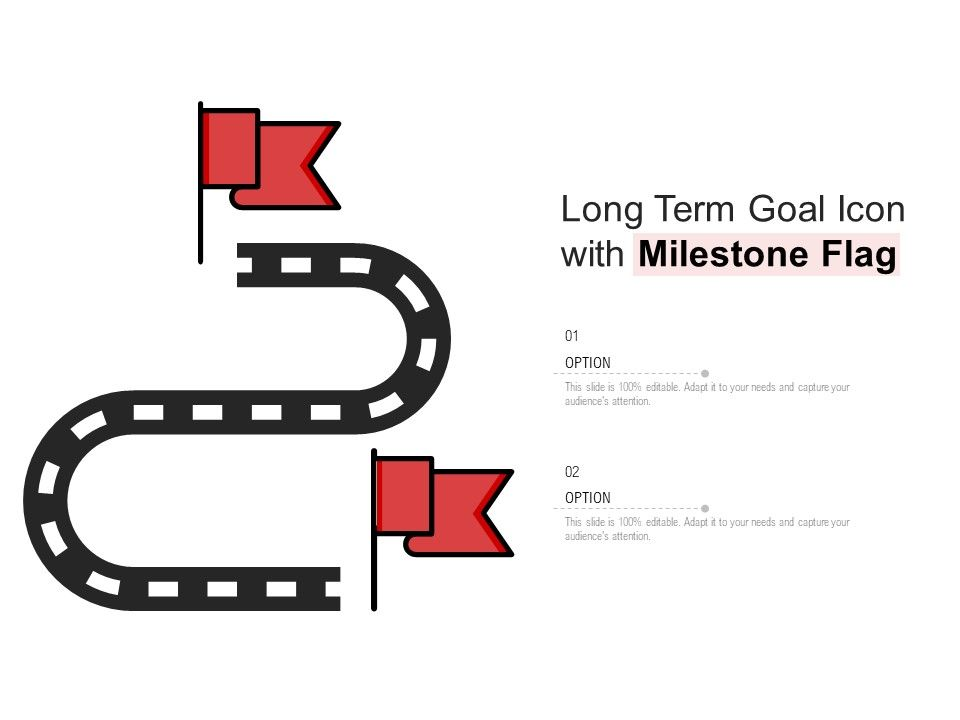 Long Term Goal Icon
with Milestone Flag
01
OPTION
This slide is 100% editable. Adapt it to your needs and capture your
audience's attention.
02
OPTION
This slide is 100% editable. Adapt it to your needs and capture your
audience's attention.